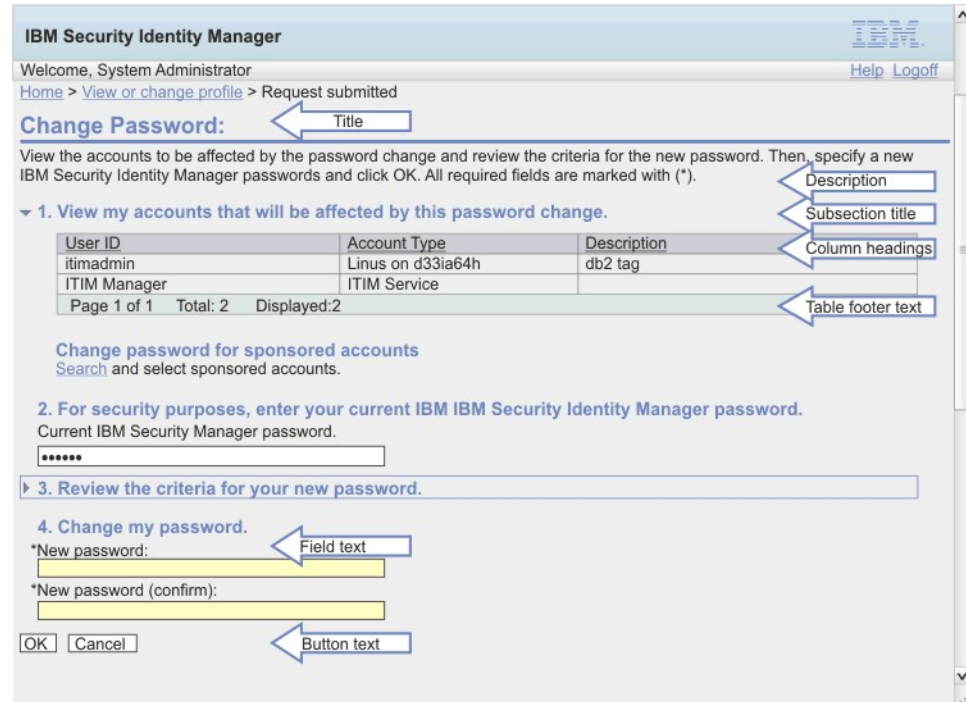 IBM Security Identity Manager
IBM.
Welcome, System Administrator
Help Logoff
Home > View or change profile > Request submitted
Change Password:
Title
View the accounts to be affected by the password change and review the criteria for the new password. Then, specify a new
IBM Security Identity Manager passwords and click OK. All required fields are marked with (*).
Description
1. View my accounts that will be affected by this password change.
Subsection title
User ID Account Type Description
Column headings
itimadmin Linus on d33ia64h db2 tag
ITIM Manager ITIM Service
Page 1 of 1 Total: 2 Displayed:2
Table footer text
Change password for sponsored accounts
Search and select sponsored accounts.
2. For security purposes, enter your current IBM IBM Security Identity Manager password.
Current IBM Security Manager password.
••••••
3. Review the criteria for your new password.
4. Change my password.
*New password:
Field text
*New password (confirm):
OK Cancel
Button text